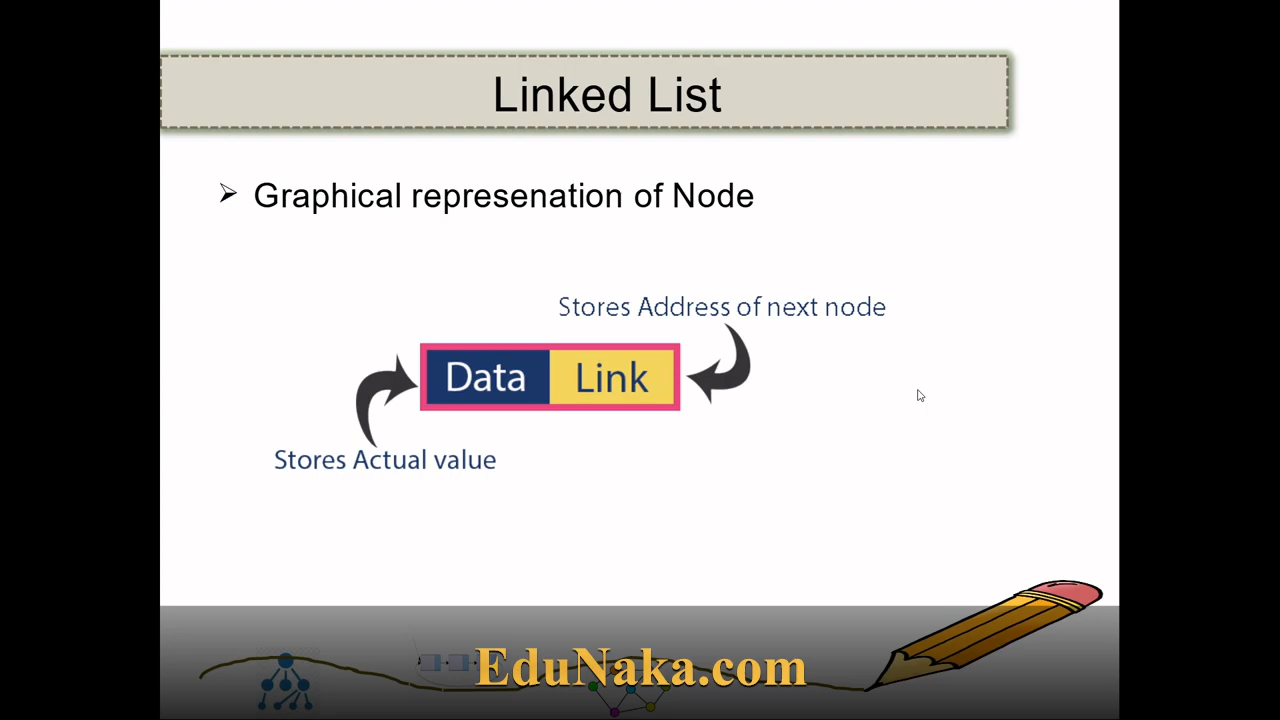 Linked List
Graphical represenation of Node
Stores Address of next node
Data Link
Stores Actual value
EduNaka.com